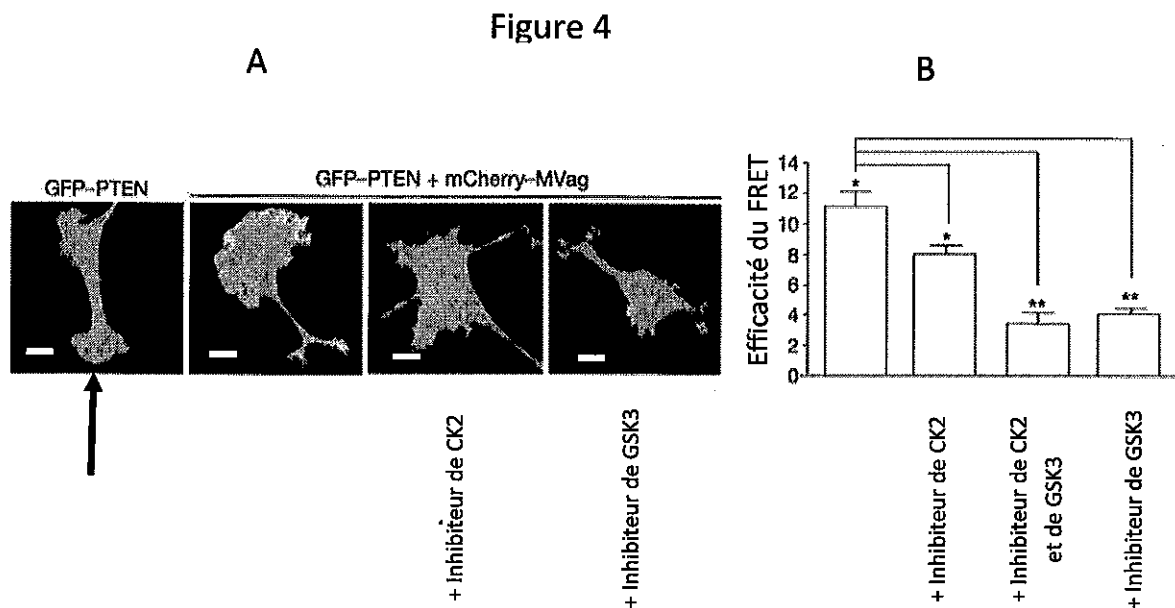 Figure 4
A
B
GFP-PTEN
GFP-PTEN + mCherry-MVag
+ Inhibiteur de CK2
+ Inhibiteur de GSK3
Efficacité du FRET
14
12
10
8
6
4
2
0
*
*
**
**
+ Inhibiteur de CK2
+ Inhibiteur de CK2
et de GSK3
+ Inhibiteur de GSK3